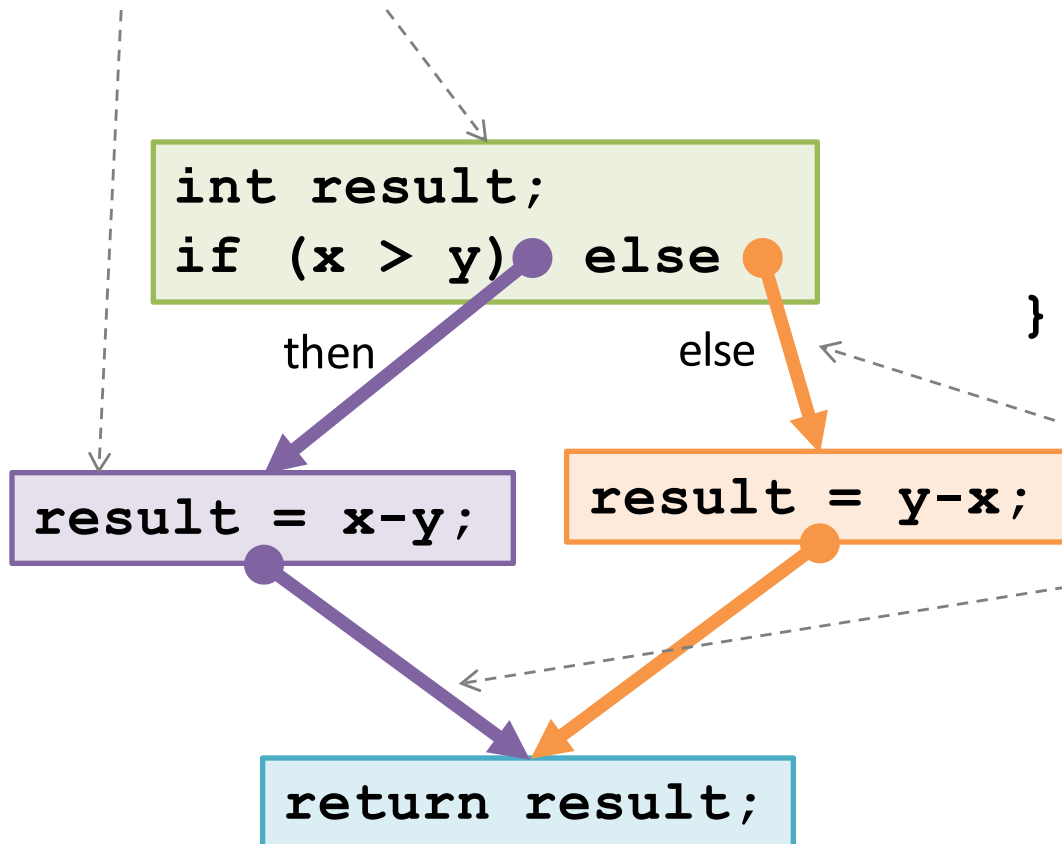 int result;
if (x > y) else
}
then
else
result = x-y;
result = y-x;
return result;